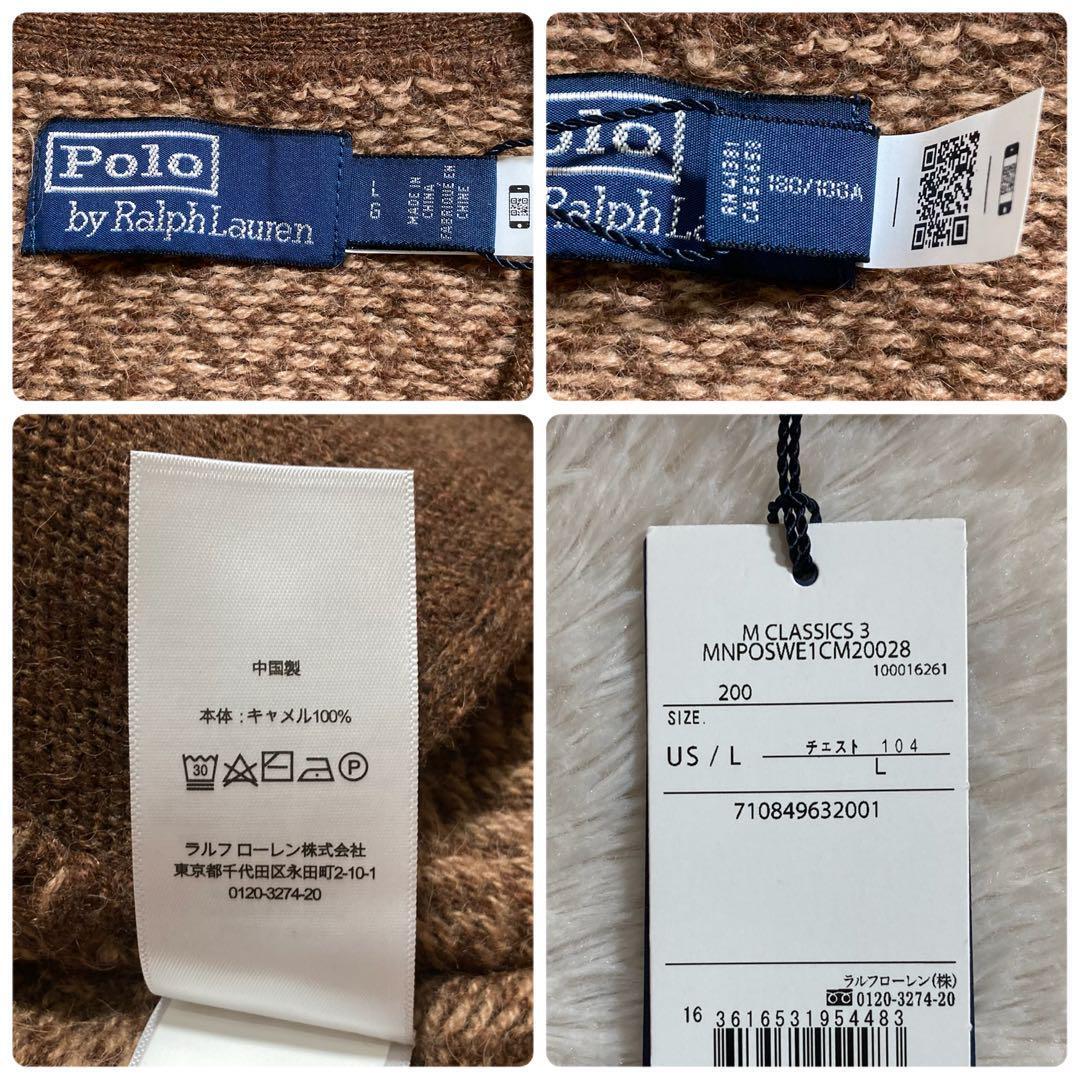 Polo
by Ralph Lauren
L
G
MADE IN
CHINA
FABRIQUÉ EN
CHINE
Polo
Ralph La
RN 41381
CA 56469
180/100A
中国製
本体 : キャメル100%
30
P
ラルフ ローレン株式会社
東京都千代田区永田町2-10-1
0120-3274-20
M CLASSICS 3
MNPOSWE1CM20028
100016261
200
SIZE.
US / L
チェスト 104
L
710849632001
ラルフローレン(株)
0120-3274-20
16 3616531954483